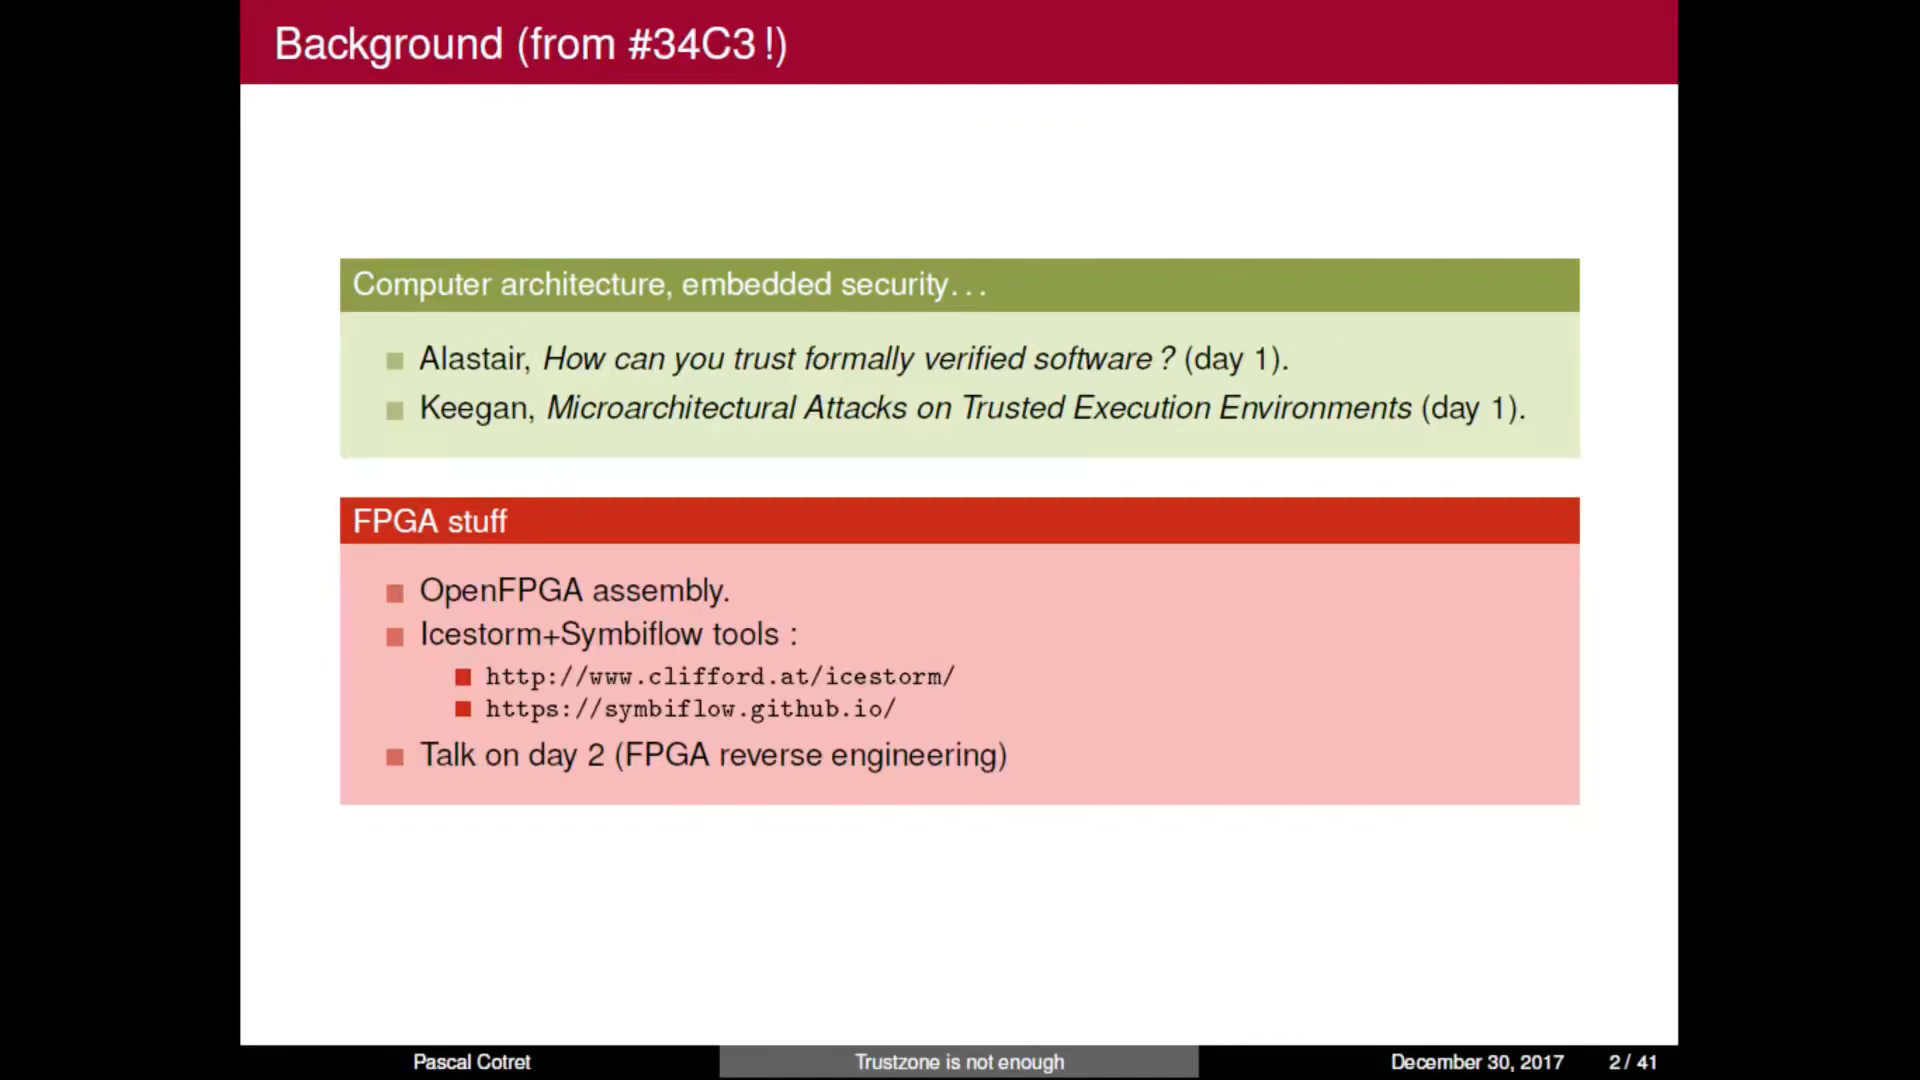 Background (from #34C3 !)
Computer architecture, embedded security...
Alastair, How can you trust formally verified software ? (day 1).
Keegan, Microarchitectural Attacks on Trusted Execution Environments (day 1).
FPGA stuff
OpenFPGA assembly.
Icestorm+Symbiflow tools :
http://www.clifford.at/icestorm/
https://symbiflow.github.io/
Talk on day 2 (FPGA reverse engineering)
Pascal Cotret
Trustzone is not enough
December 30, 2017
2 / 41